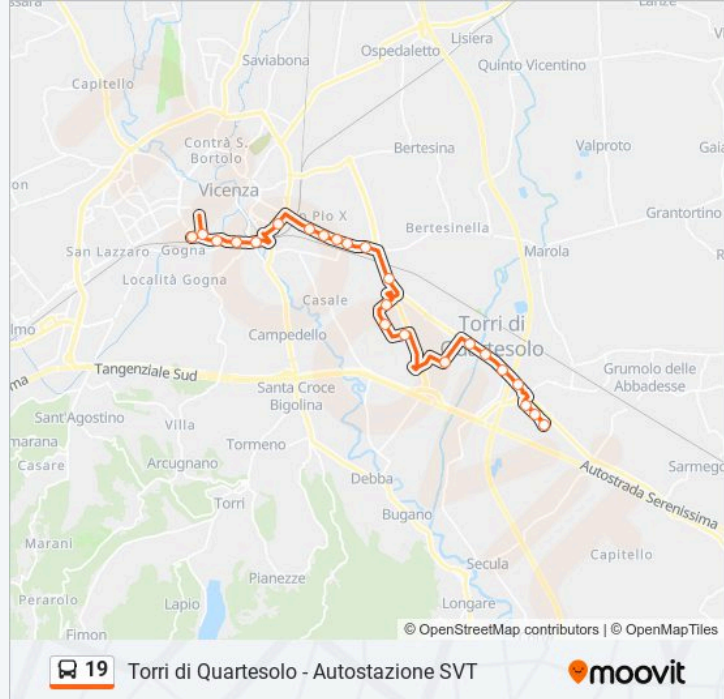 Lanze
Lisiera
Ospedaletto
Saviabona
Quinto Vicentino
Capitello
Contrà S.
Bortolo
Bertesina
Valproto
Vicenza
Pio X
Bertesinella
Grantortino
San Lazzaro
Gogna
Marola
Località Gogna
Casale
Campedello
Torri di
Quartesolo
Tangenziale Sud
Grumolo delle
Abbadesse
Santa Croce
Bigolina
Sant'Agostino
Villa
Tormeno
Casare
Arcugnano
Debba
Autostrada Serenissima
Torri
Bugano
Marani
Capitello
Pianezze
Secula
Perarolo
Lapio
Longare
Fimon
© OpenStreetMap contributors | © OpenMapTiles
19 Torri di Quartesolo - Autostazione SVT
moovit